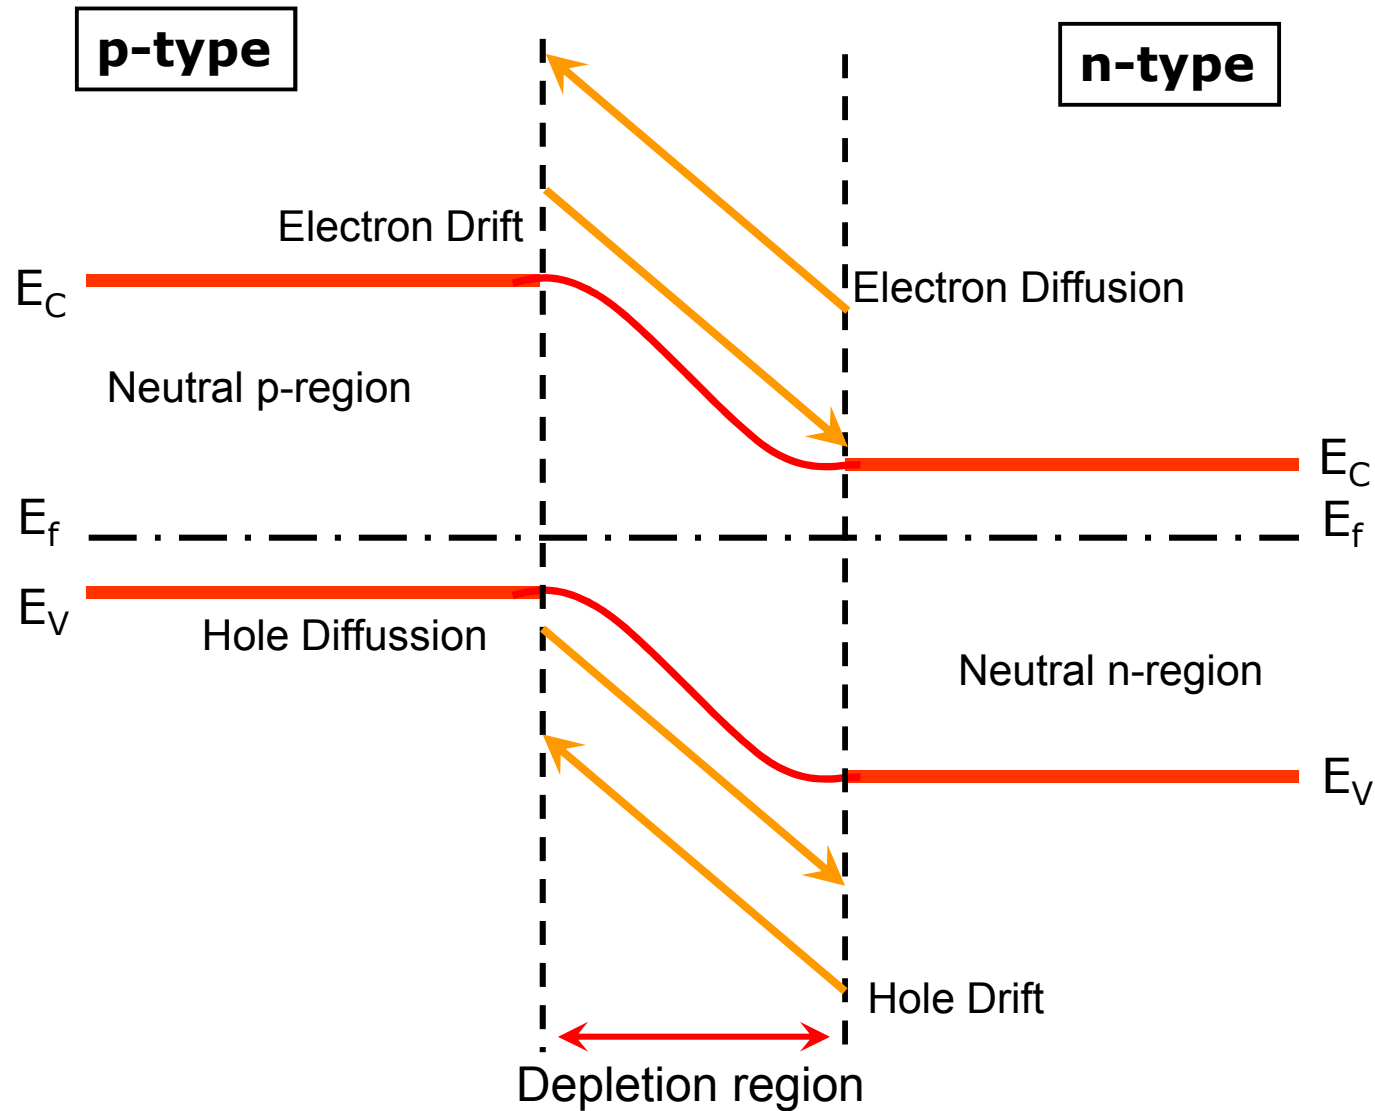 p-type
n-type
Electron Drift
E_C
Electron Diffusion
Neutral p-region
E_C
E_f
E_f
E_V
Hole Diffussion
Neutral n-region
E_V
Hole Drift
Depletion region